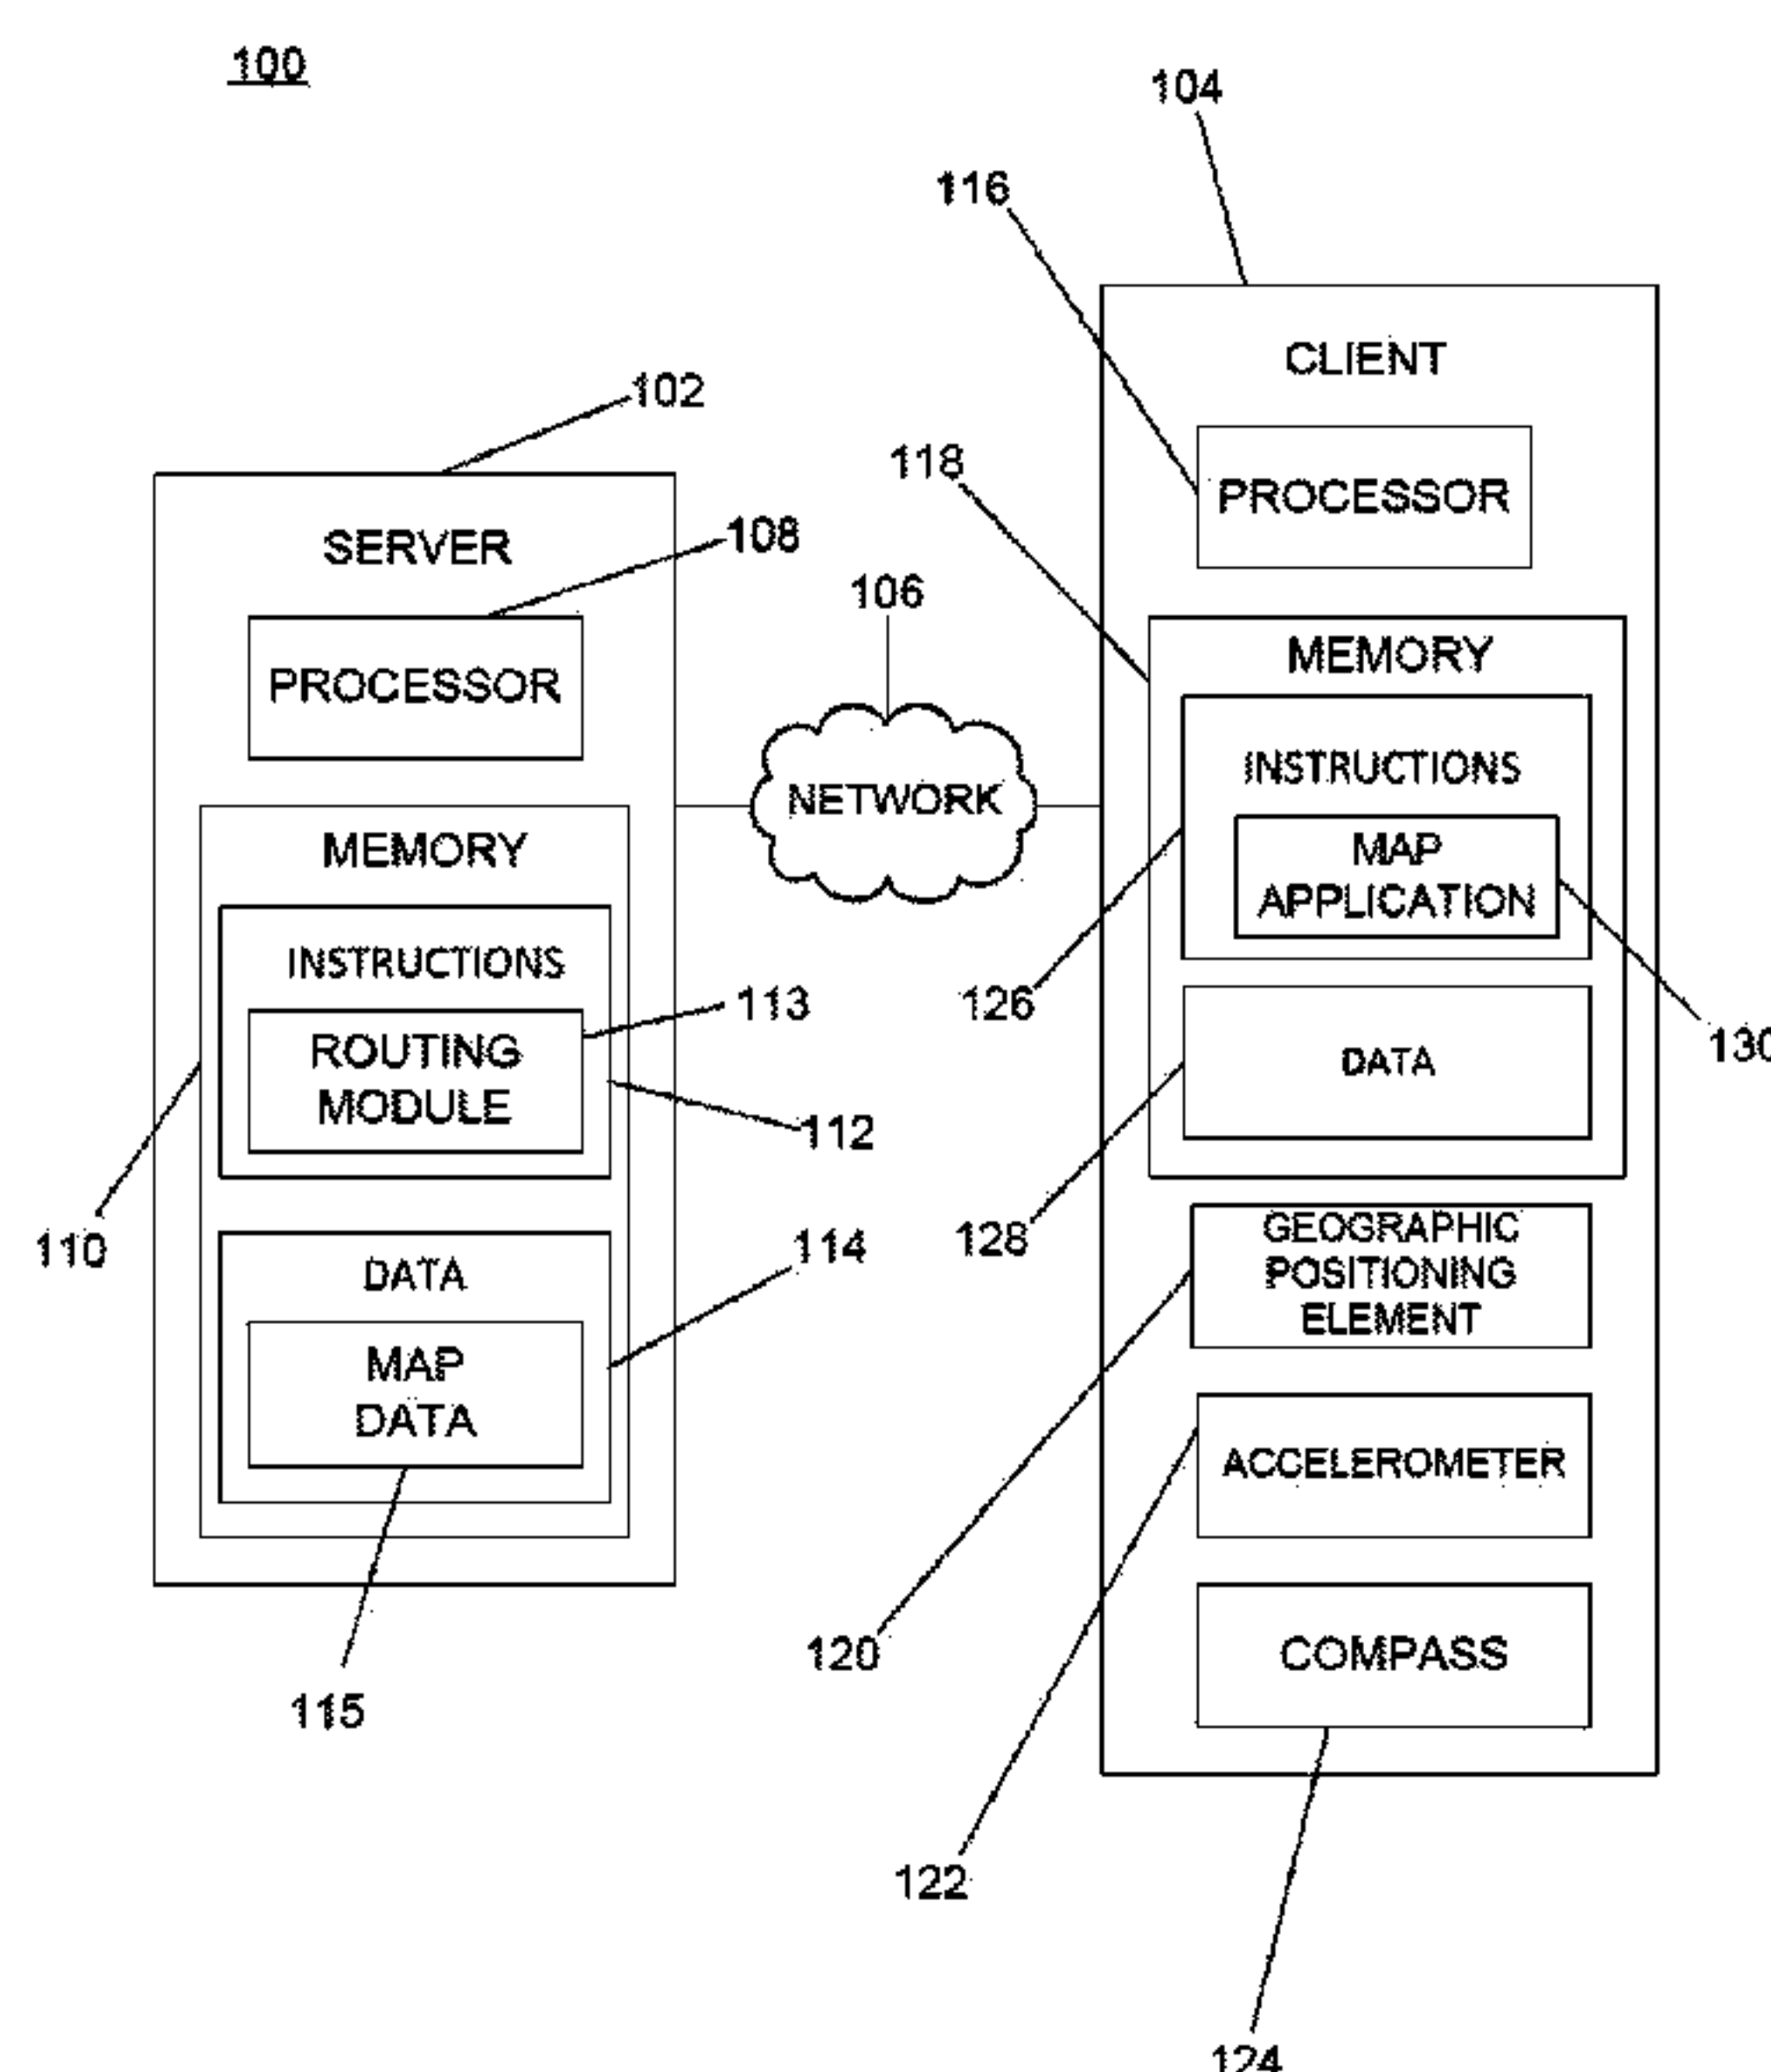 100
104
116
CLIENT
102
118
PROCESSOR
SERVER
108
106
PROCESSOR
MEMORY
NETWORK
INSTRUCTIONS
MEMORY
MAP
APPLICATION
INSTRUCTIONS
113
126
130
ROUTING
MODULE
DATA
112
110
114
128
GEOGRAPHIC
POSITIONING
ELEMENT
DATA
MAP
DATA
ACCELEROMETER
120
COMPASS
115
122
124